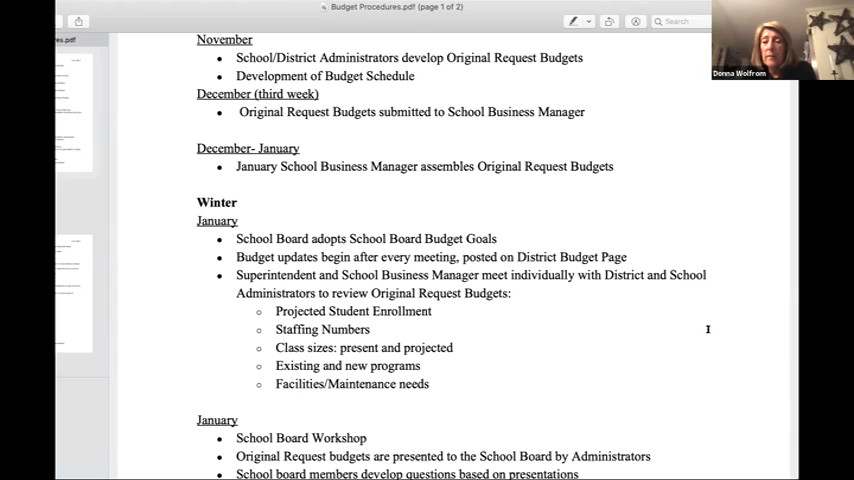 Budget Procedures.pdf (page 1 of 2)
Search
res.pdf
Donna Wolfrom
November
• School/District Administrators develop Original Request Budgets
• Development of Budget Schedule
December (third week)
• Original Request Budgets submitted to School Business Manager
December- January
• January School Business Manager assembles Original Request Budgets
Winter
January
• School Board adopts School Board Budget Goals
• Budget updates begin after every meeting, posted on District Budget Page
• Superintendent and School Business Manager meet individually with District and School
Administrators to review Original Request Budgets:
○ Projected Student Enrollment
○ Staffing Numbers
○ Class sizes: present and projected
○ Existing and new programs
○ Facilities/Maintenance needs
January
• School Board Workshop
• Original Request budgets are presented to the School Board by Administrators
• School board members develop questions based on presentations